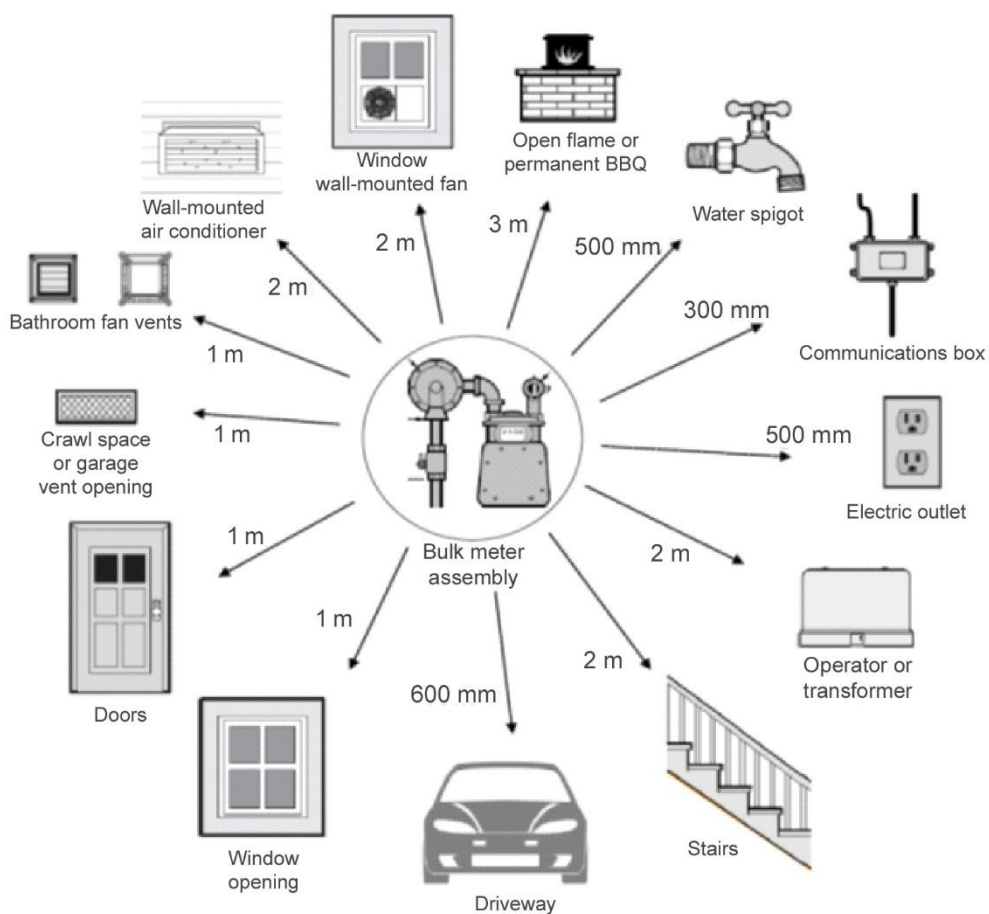 Window
wall-mounted fan
Open flame or
permanent BBQ
Water spigot
Wall-mounted
air conditioner
2 m
3 m
500 mm
2 m
Bathroom fan vents
300 mm
Communications box
1 m
Crawl space
or garage
vent opening
1 m
500 mm
Electric outlet
1 m
Bulk meter
assembly
2 m
Operator or
transformer
Doors
1 m
600 mm
2 m
Window
opening
Driveway
Stairs